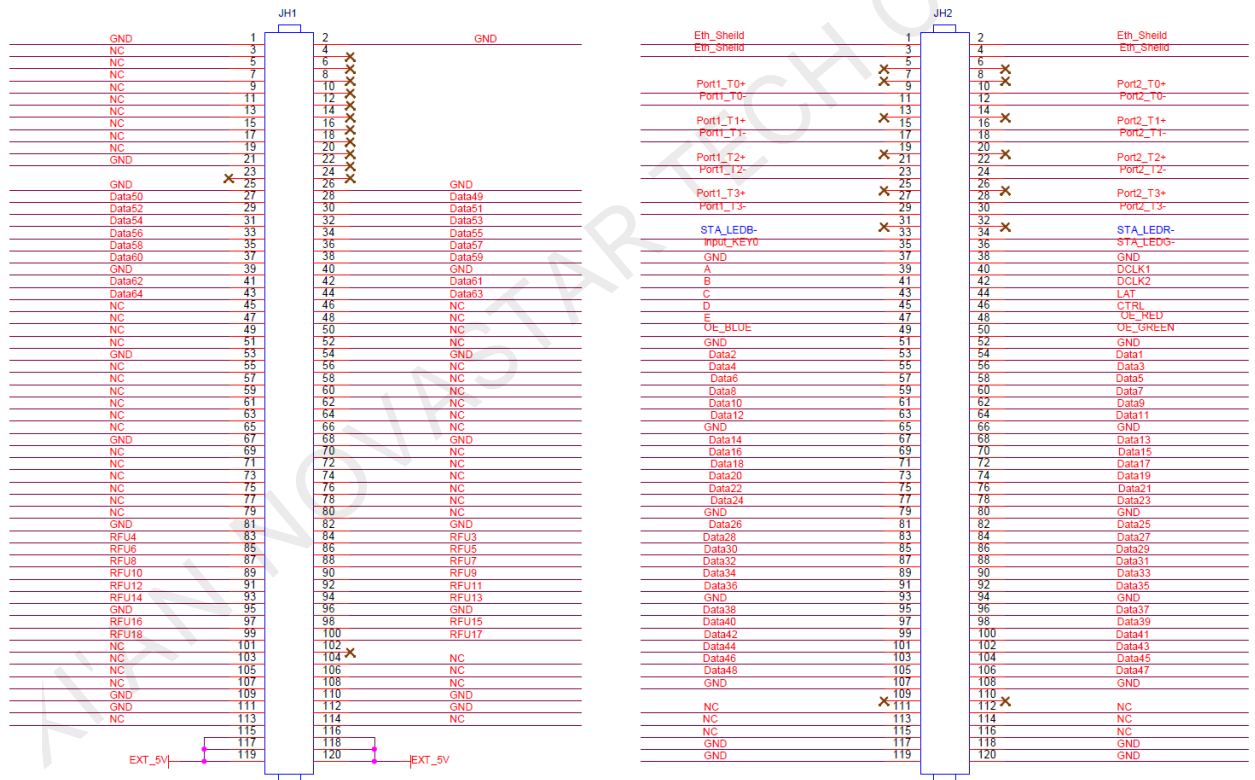 JH1
GND 1 2 GND
NC 3 4
NC 5 6
NC 7 8
NC 9 10
NC 11 12
NC 13 14
NC 15 16
NC 17 18
NC 19 20
GND 21 22
23 24
GND 25 26 GND
Data50 27 28 Data49
Data52 29 30 Data51
Data54 31 32 Data53
Data56 33 34 Data55
Data58 35 36 Data57
Data60 37 38 Data59
GND 39 40 GND
Data62 41 42 Data61
Data64 43 44 Data63
NC 45 46 NC
NC 47 48 NC
NC 49 50 NC
NC 51 52 NC
GND 53 54 GND
NC 55 56 NC
NC 57 58 NC
NC 59 60 NC
NC 61 62 NC
NC 63 64 NC
NC 65 66 NC
GND 67 68 GND
NC 69 70 NC
NC 71 72 NC
NC 73 74 NC
NC 75 76 NC
NC 77 78 NC
NC 79 80 NC
GND 81 82 GND
RFU4 83 84 RFU3
RFU6 85 86 RFU5
RFU8 87 88 RFU7
RFU10 89 90 RFU9
RFU12 91 92 RFU11
RFU14 93 94 RFU13
GND 95 96 GND
RFU16 97 98 RFU15
RFU18 99 100 RFU17
NC 101 102
NC 103 104 NC
NC 105 106 NC
NC 107 108 NC
GND 109 110 GND
GND 111 112 GND
NC 113 114 NC
115 116
117 118
EXT_5V 119 120 EXT_5V
JH2
Eth_Sheild 1 2 Eth_Sheild
Eth_Sheild 3 4 Eth_Sheild
5 6
7 8
Port1_T0+ 9 10 Port2_T0+
Port1_T0- 11 12 Port2_T0-
13 14
Port1_T1+ 15 16 Port2_T1+
Port1_T1- 17 18 Port2_T1-
19 20
Port1_T2+ 21 22 Port2_T2+
Port1_T2- 23 24 Port2_T2-
25 26
Port1_T3+ 27 28 Port2_T3+
Port1_T3- 29 30 Port2_T3-
31 32
STA_LEDB- 33 34 STA_LEDR-
Input_KEY0 35 36 STA_LEDG-
GND 37 38 GND
A 39 40 DCLK1
B 41 42 DCLK2
C 43 44 LAT
D 45 46 CTRL
E 47 48 OE_RED
OE_BLUE 49 50 OE_GREEN
GND 51 52 GND
Data2 53 54 Data1
Data4 55 56 Data3
Data6 57 58 Data5
Data8 59 60 Data7
Data10 61 62 Data9
Data12 63 64 Data11
GND 65 66 GND
Data14 67 68 Data13
Data16 69 70 Data15
Data18 71 72 Data17
Data20 73 74 Data19
Data22 75 76 Data21
Data24 77 78 Data23
GND 79 80 GND
Data26 81 82 Data25
Data28 83 84 Data27
Data30 85 86 Data29
Data32 87 88 Data31
Data34 89 90 Data33
Data36 91 92 Data35
GND 93 94 GND
Data38 95 96 Data37
Data40 97 98 Data39
Data42 99 100 Data41
Data44 101 102 Data43
Data46 103 104 Data45
Data48 105 106 Data47
GND 107 108 GND
109 110
NC 111 112 NC
NC 113 114 NC
NC 115 116 NC
GND 117 118 GND
GND 119 120 GND
XI'AN NOVASTAR TECH